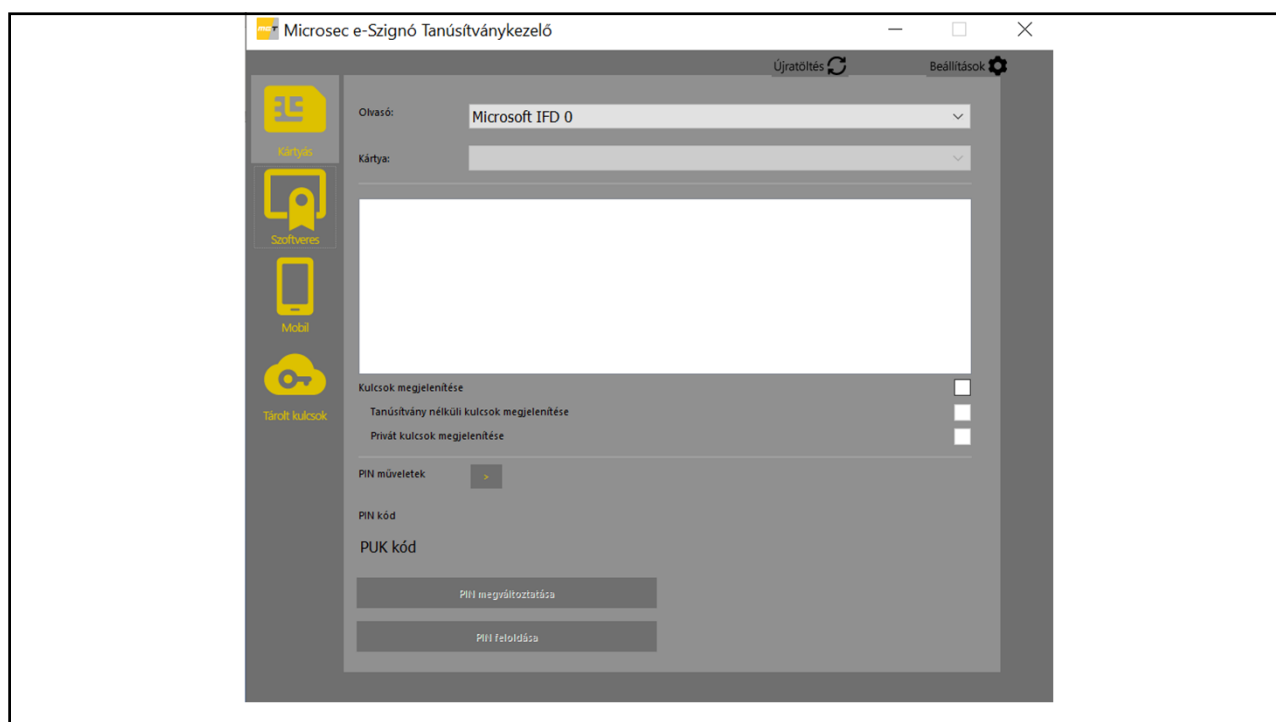 Microsec e-Szignó Tanúsítványkezelő
Újratöltés
Beállítások
Kártyás
Olvasó:
Microsoft IFD 0
Kártya:
Szoftveres
Mobil
Tárolt kulcsok
Kulcsok megjelenítése
Tanúsítvány nélküli kulcsok megjelenítése
Privát kulcsok megjelenítése
PIN műveletek >
PIN kód
PUK kód
PIN megváltoztatása
PIN feloldása